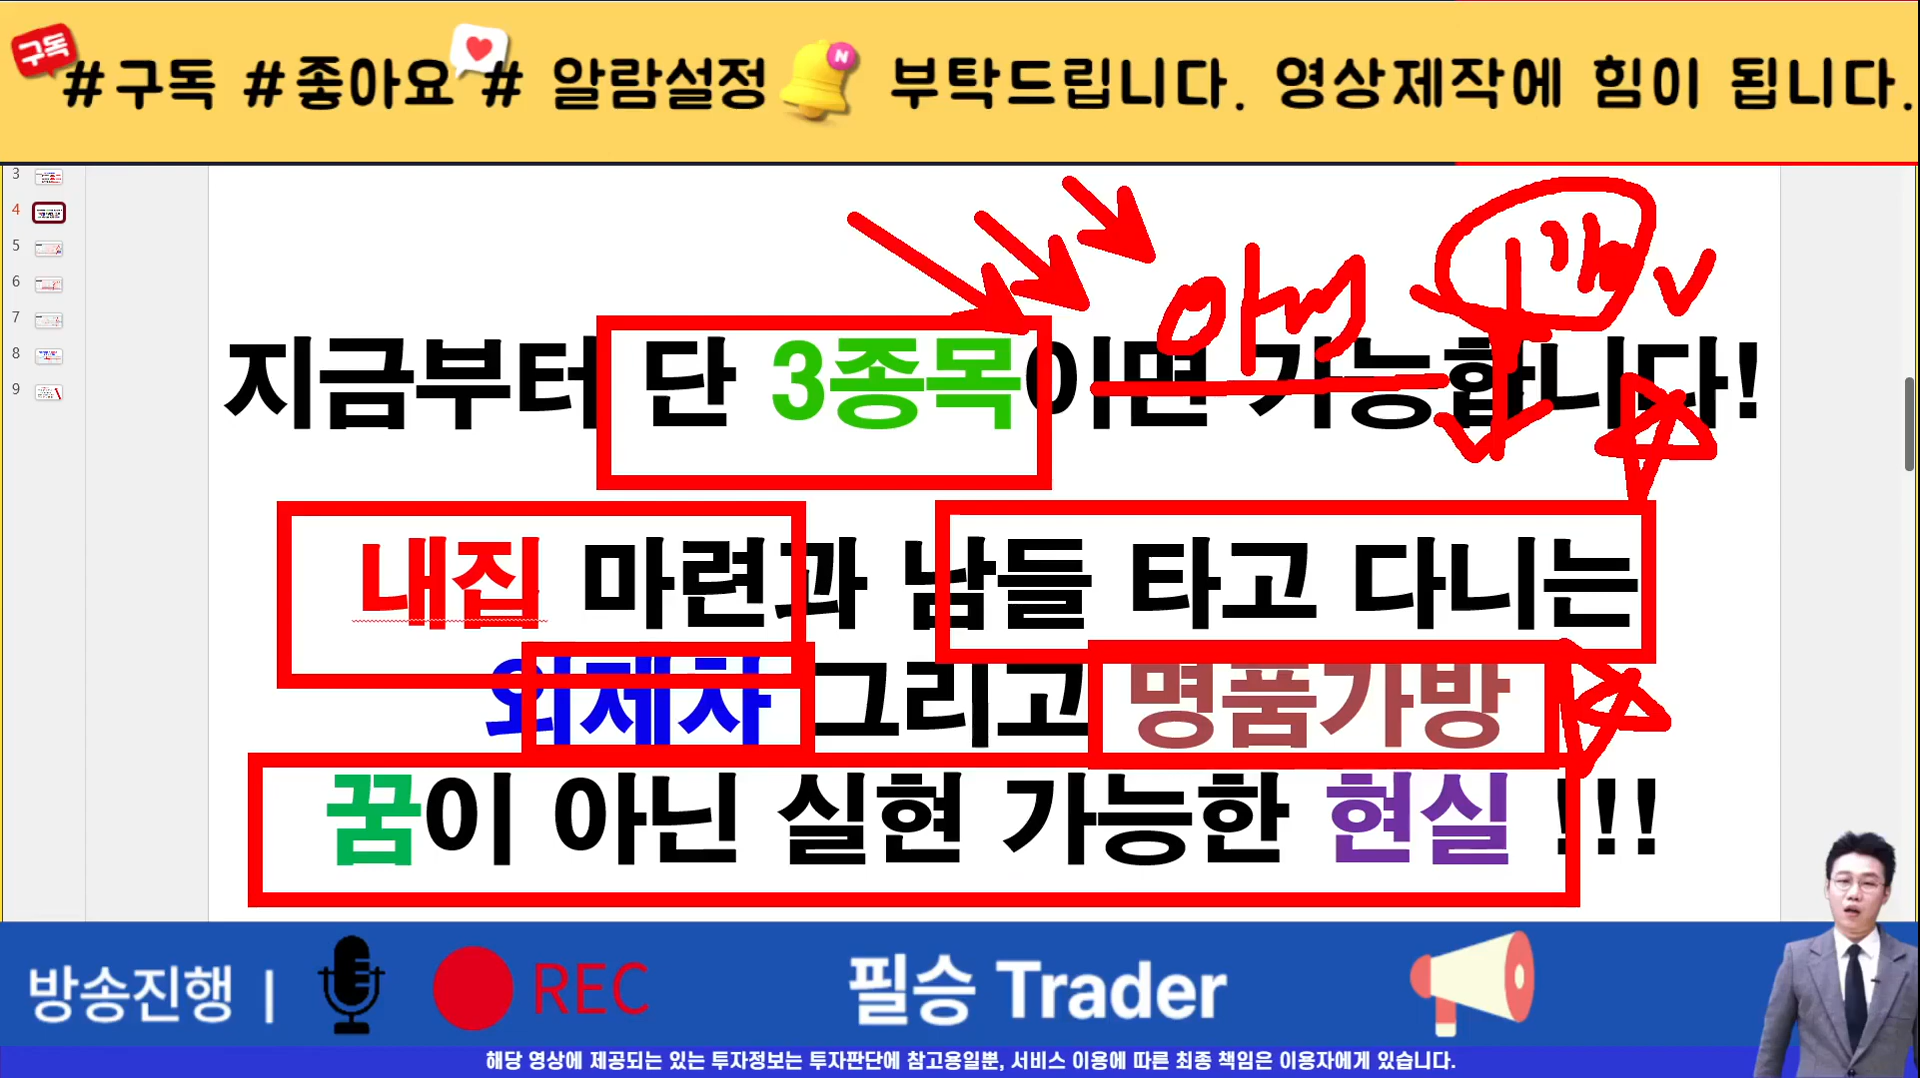 구독
#구독 #좋아요 # 알람설정 N 부탁드립니다. 영상제작에 힘이 됩니다.
3
4
5
6
7
8
9
지금부터 단 3종목이면 가능합니다!
내집 마련과 남들 타고 다니는
외제차 그리고 명품가방
꿈이 아닌 실현 가능한 현실 !!!
방송진행 | REC 필승 Trader
해당 영상에 제공되는 있는 투자정보는 투자판단에 참고용일뿐, 서비스 이용에 따른 최종 책임은 이용자에게 있습니다.